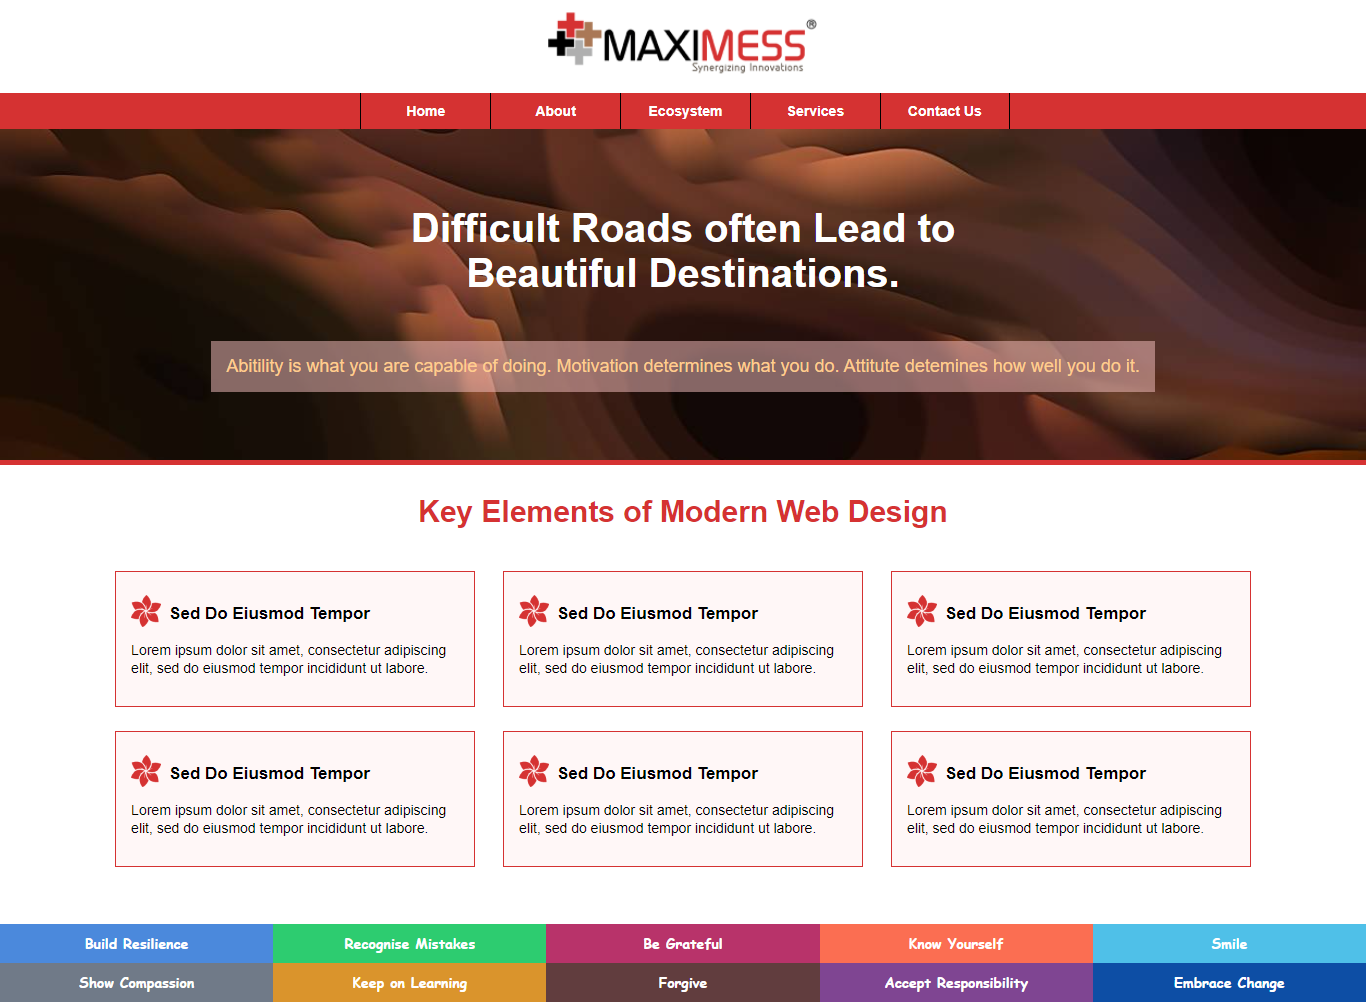 MAXIMESS®
Synergizing Innovations
Home About Ecosystem Services Contact Us
Difficult Roads often Lead to
Beautiful Destinations.
Abitility is what you are capable of doing. Motivation determines what you do. Attitute detemines how well you do it.
Key Elements of Modern Web Design
Sed Do Eiusmod Tempor
Lorem ipsum dolor sit amet, consectetur adipiscing
elit, sed do eiusmod tempor incididunt ut labore.
Sed Do Eiusmod Tempor
Lorem ipsum dolor sit amet, consectetur adipiscing
elit, sed do eiusmod tempor incididunt ut labore.
Sed Do Eiusmod Tempor
Lorem ipsum dolor sit amet, consectetur adipiscing
elit, sed do eiusmod tempor incididunt ut labore.
Sed Do Eiusmod Tempor
Lorem ipsum dolor sit amet, consectetur adipiscing
elit, sed do eiusmod tempor incididunt ut labore.
Sed Do Eiusmod Tempor
Lorem ipsum dolor sit amet, consectetur adipiscing
elit, sed do eiusmod tempor incididunt ut labore.
Sed Do Eiusmod Tempor
Lorem ipsum dolor sit amet, consectetur adipiscing
elit, sed do eiusmod tempor incididunt ut labore.
Build Resilience Recognise Mistakes Be Grateful Know Yourself Smile
Show Compassion Keep on Learning Forgive Accept Responsibility Embrace Change